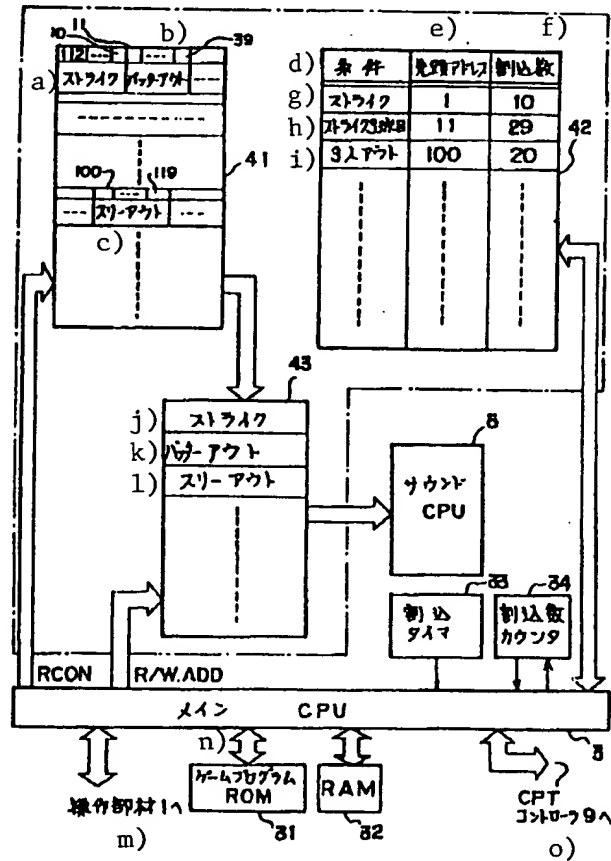 b)
e)
f)
10 11 39
1 2
a) ストライク バッターアウト
d) 条件 先頭アドレス 割込数
g) ストライク 1 10
h) ストライク3球目 11 29
i) 3人アウト 100 20
42
41
100 119
スリーアウト
c)
43
j) ストライク
k) バッターアウト
l) スリーアウト
8
サウンド
CPU
33
割込
タイマ
34
割込数
カウンタ
RCON
R/W.ADD
メイン CPU
3
n)
操作部材1へ
m)
ゲームプログラム
ROM
31
RAM
32
CPT
コントローラ9へ
o)